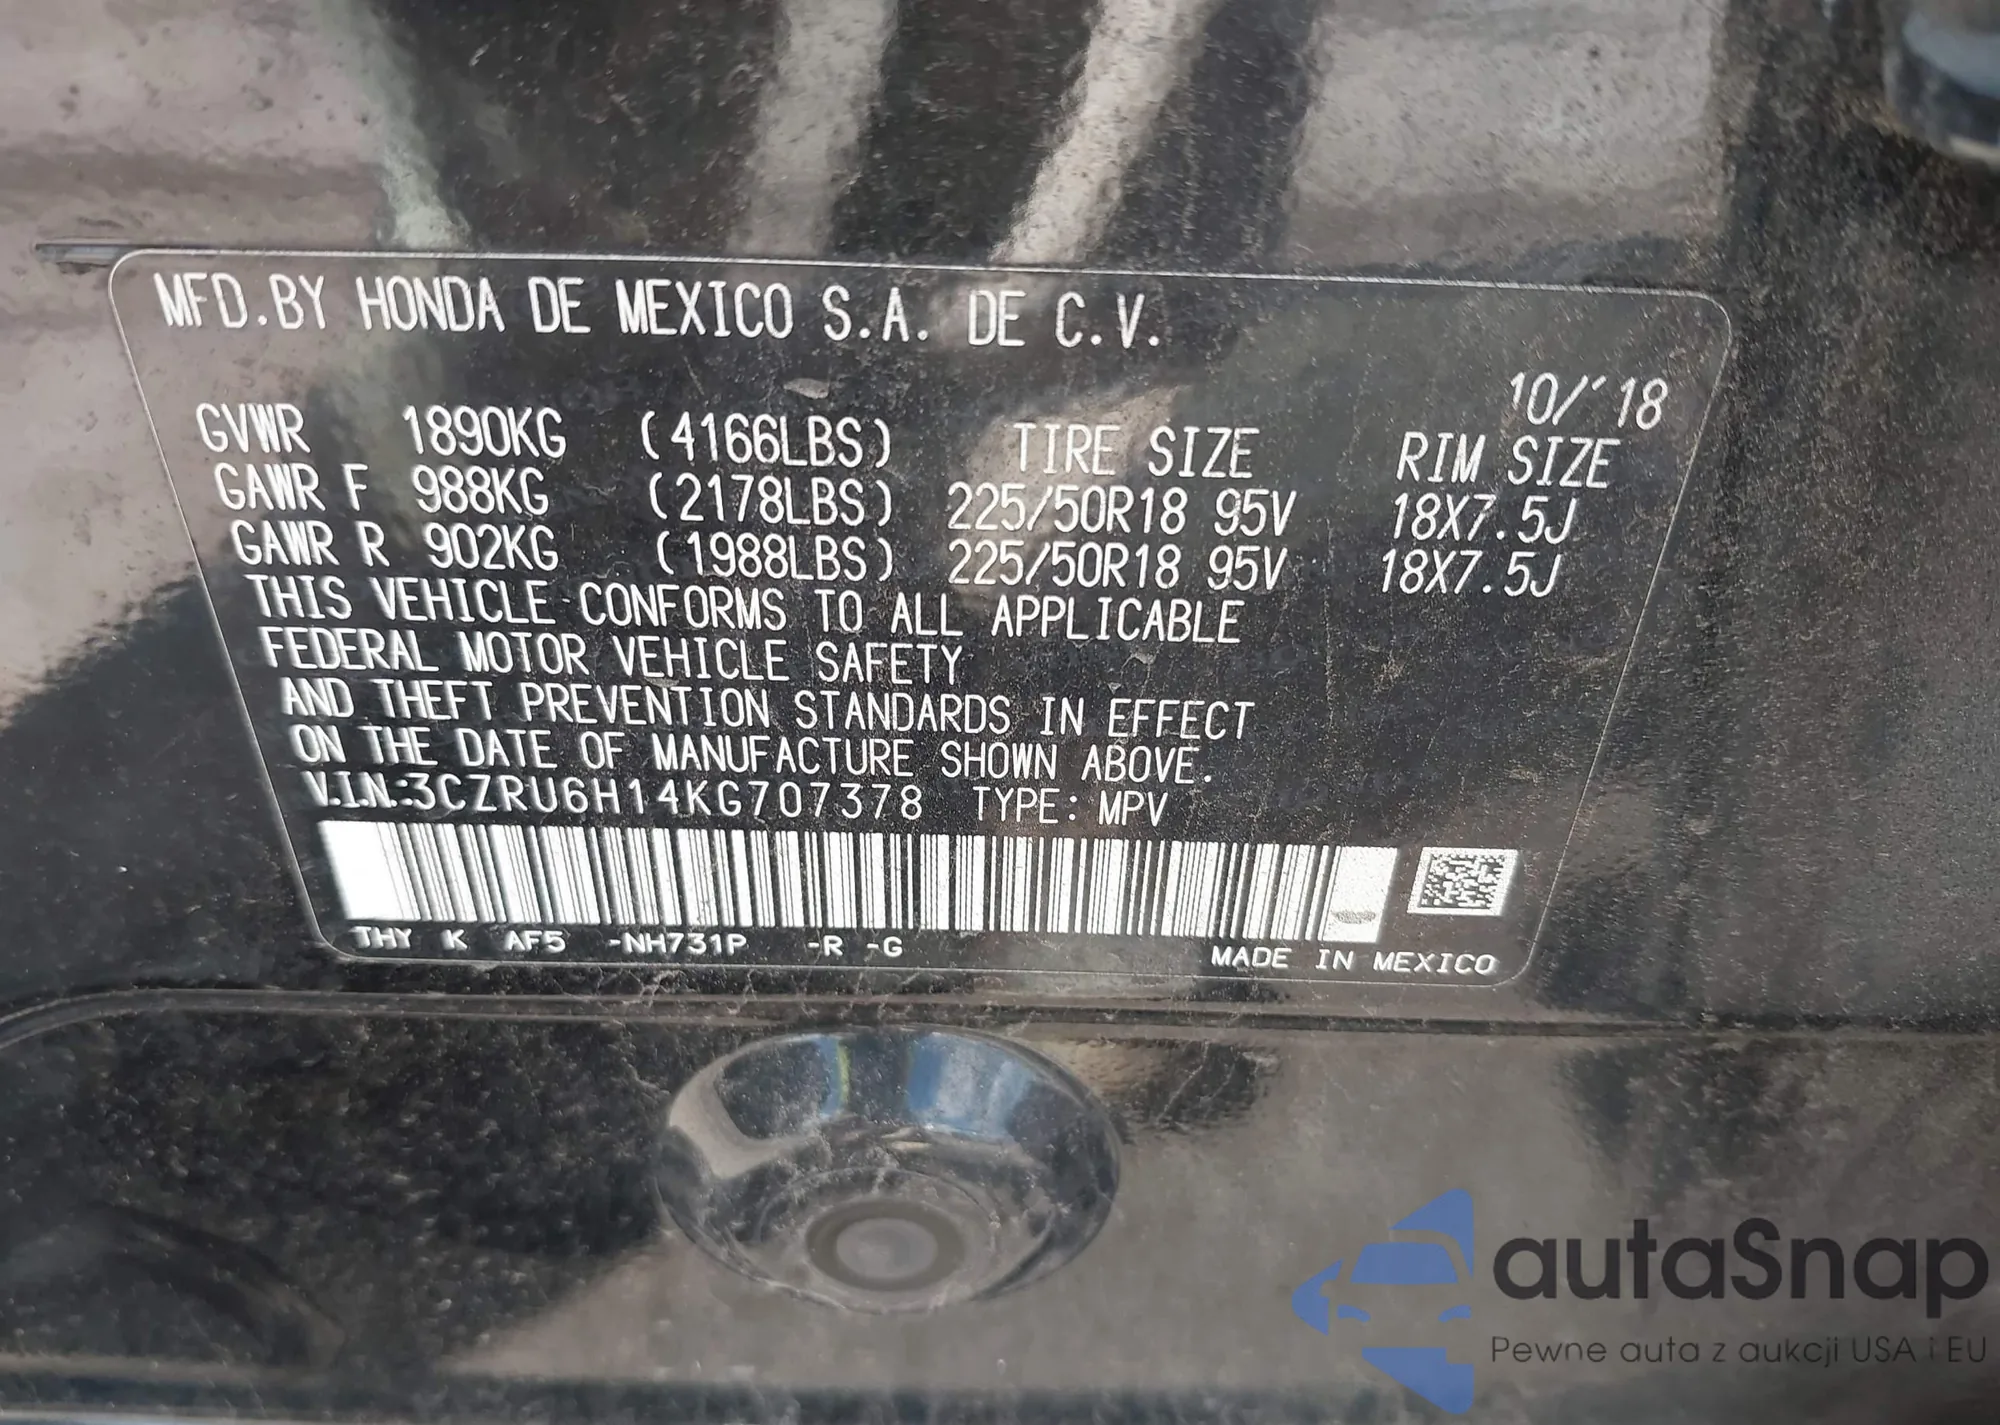 MFD.BY HONDA DE MEXICO S.A. DE C.V.
10/'18
GVWR 1890KG (4166LBS) TIRE SIZE RIM SIZE
GAWR F 988KG (2178LBS) 225/50R18 95V 18X7.5J
GAWR R 902KG (1988LBS) 225/50R18 95V 18X7.5J
THIS VEHICLE CONFORMS TO ALL APPLICABLE
FEDERAL MOTOR VEHICLE SAFETY
AND THEFT PREVENTION STANDARDS IN EFFECT
ON THE DATE OF MANUFACTURE SHOWN ABOVE.
V.I.N.:3CZRU6H14KG707378 TYPE: MPV
THY K AF5 -NH731P -R -G MADE IN MEXICO
autaSnap
Pewne auta z aukcji USA i EU